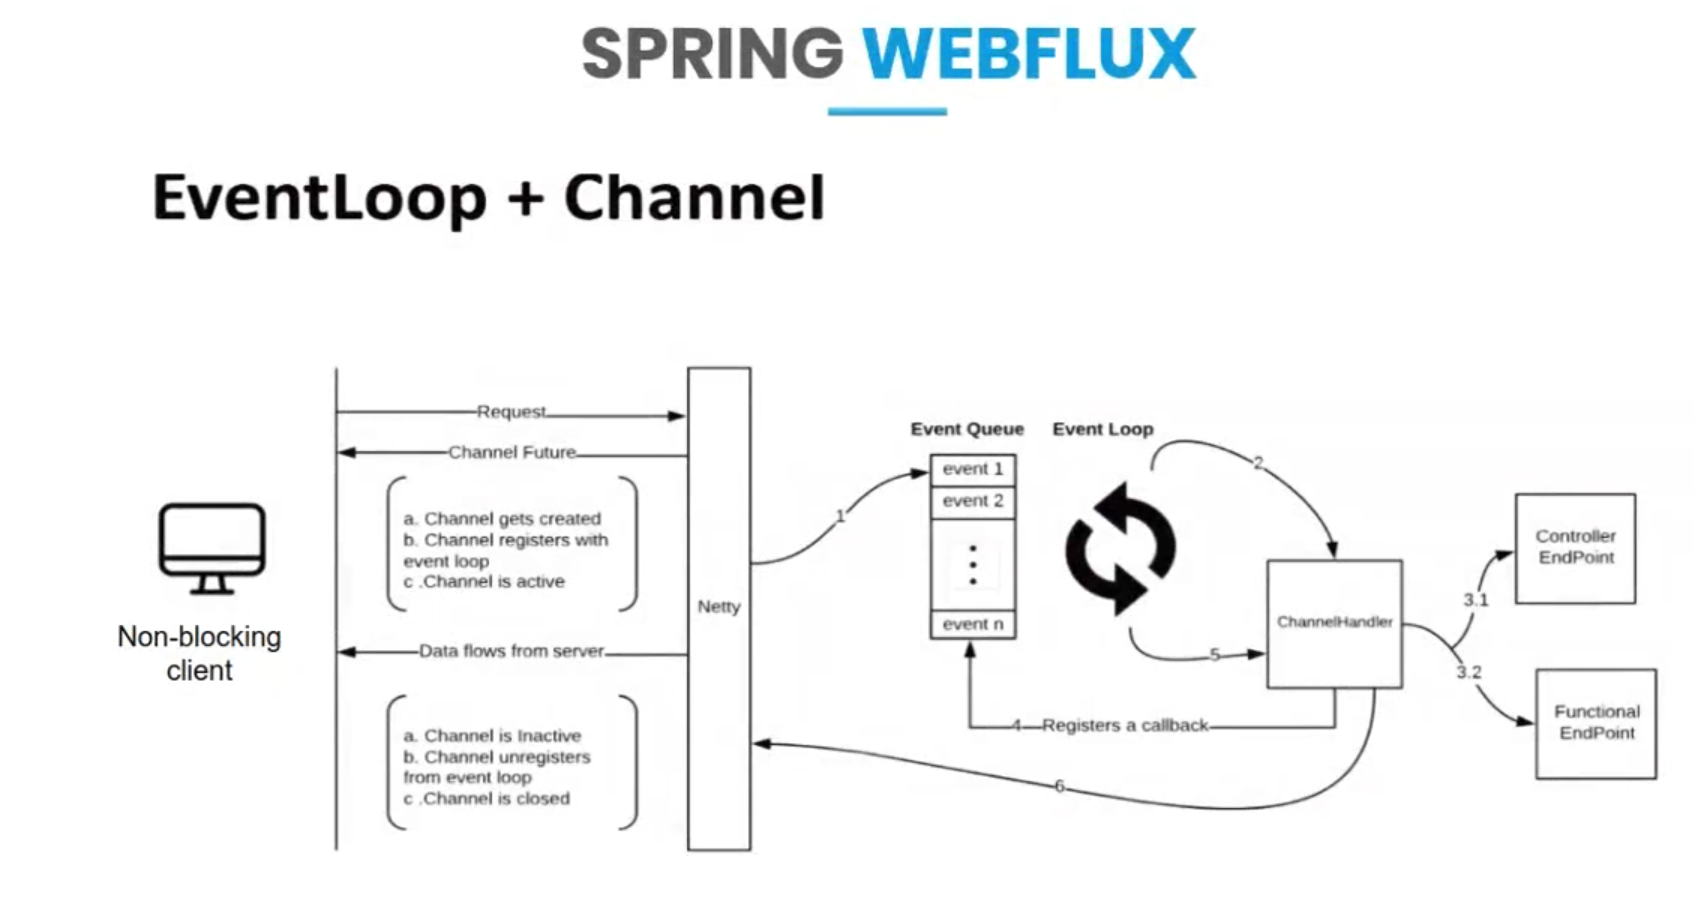 SPRING WEBFLUX
EventLoop + Channel
Request
Channel Future
a. Channel gets created
b. Channel registers with
event loop
c .Channel is active
Non-blocking
client
Data flows from server
a. Channel is Inactive
b. Channel unregisters
from event loop
c .Channel is closed
Netty
1
Event Queue
event 1
event 2
event n
Event Loop
2
5
ChannelHandler
4
Registers a callback
6
3.1
3.2
Controller
EndPoint
Functional
EndPoint